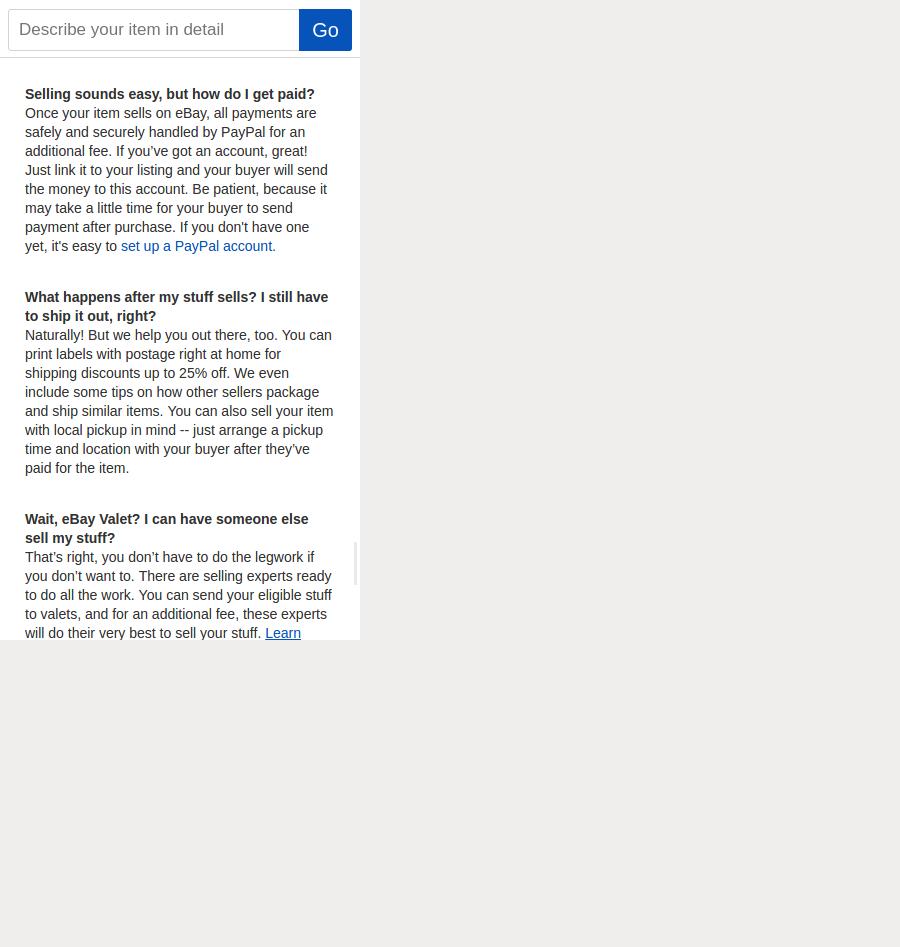 Describe your item in detail
Go
Selling sounds easy, but how do I get paid?
Once your item sells on eBay, all payments are
safely and securely handled by PayPal for an
additional fee. If you’ve got an account, great!
Just link it to your listing and your buyer will send
the money to this account. Be patient, because it
may take a little time for your buyer to send
payment after purchase. If you don't have one
yet, it's easy to set up a PayPal account.
What happens after my stuff sells? I still have
to ship it out, right?
Naturally! But we help you out there, too. You can
print labels with postage right at home for
shipping discounts up to 25% off. We even
include some tips on how other sellers package
and ship similar items. You can also sell your item
with local pickup in mind -- just arrange a pickup
time and location with your buyer after they’ve
paid for the item.
Wait, eBay Valet? I can have someone else
sell my stuff?
That’s right, you don’t have to do the legwork if
you don’t want to. There are selling experts ready
to do all the work. You can send your eligible stuff
to valets, and for an additional fee, these experts
will do their very best to sell your stuff. Learn